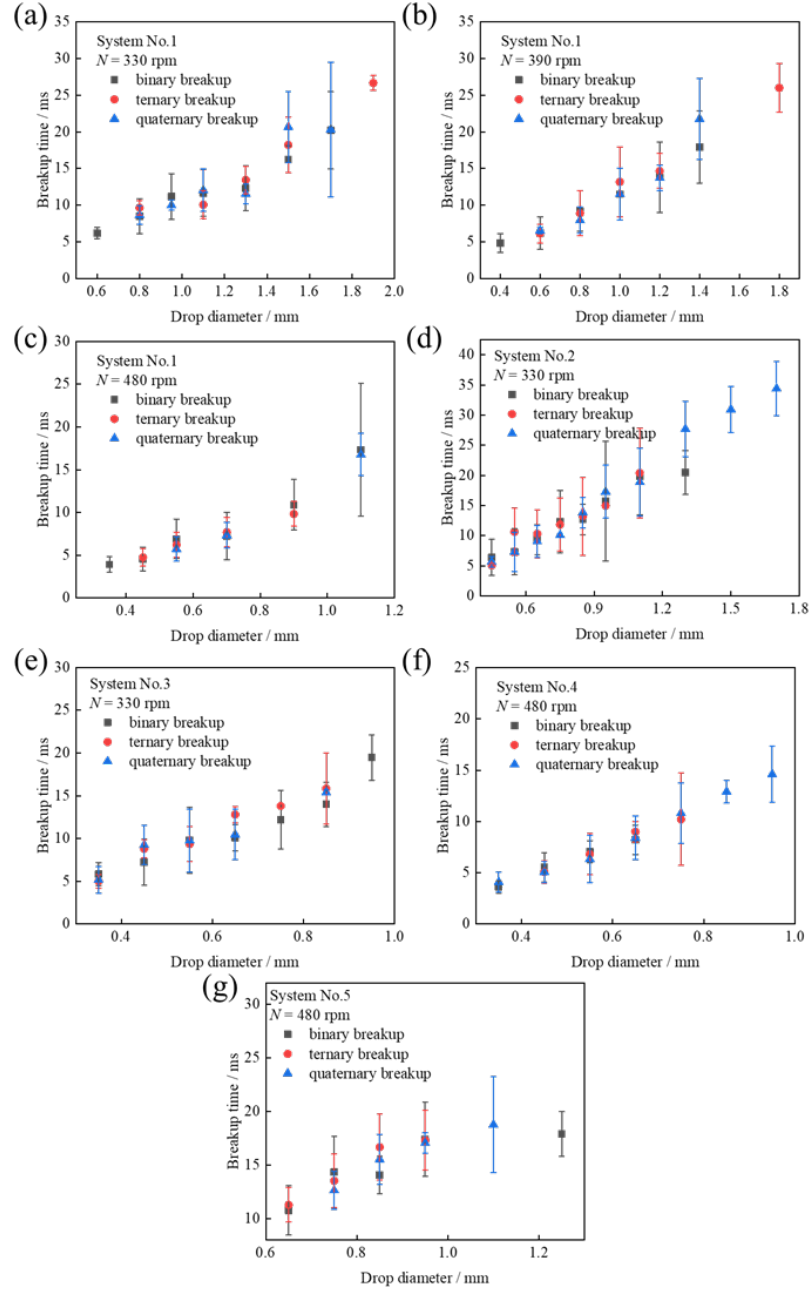 (a)
System No.1
N = 330 rpm
binary breakup
ternary breakup
quaternary breakup
35
30
25
20
15
10
5
0
Breakup time / ms
0.6 0.8 1.0 1.2 1.4 1.6 1.8 2.0
Drop diameter / mm
(b)
System No.1
N = 390 rpm
binary breakup
ternary breakup
quaternary breakup
35
30
25
20
15
10
5
0
Breakup time / ms
0.4 0.6 0.8 1.0 1.2 1.4 1.6 1.8
Drop diameter / mm
(c)
System No.1
N = 480 rpm
binary breakup
ternary breakup
quaternary breakup
30
25
20
15
10
5
0
Breakup time / ms
0.4 0.6 0.8 1.0 1.2
Drop diameter / mm
(d)
System No.2
N = 330 rpm
binary breakup
ternary breakup
quaternary breakup
40
35
30
25
20
15
10
5
0
Breakup time / ms
0.6 0.9 1.2 1.5 1.8
Drop diameter / mm
(e)
System No.3
N = 330 rpm
binary breakup
ternary breakup
quaternary breakup
30
25
20
15
10
5
0
Breakup time / ms
0.4 0.6 0.8 1.0
Drop diameter / mm
(f)
System No.4
N = 480 rpm
binary breakup
ternary breakup
quaternary breakup
25
20
15
10
5
0
Breakup time / ms
0.4 0.6 0.8 1.0
Drop diameter / mm
(g)
System No.5
N = 480 rpm
binary breakup
ternary breakup
quaternary breakup
30
25
20
15
10
Breakup time / ms
0.6 0.8 1.0 1.2
Drop diameter / mm